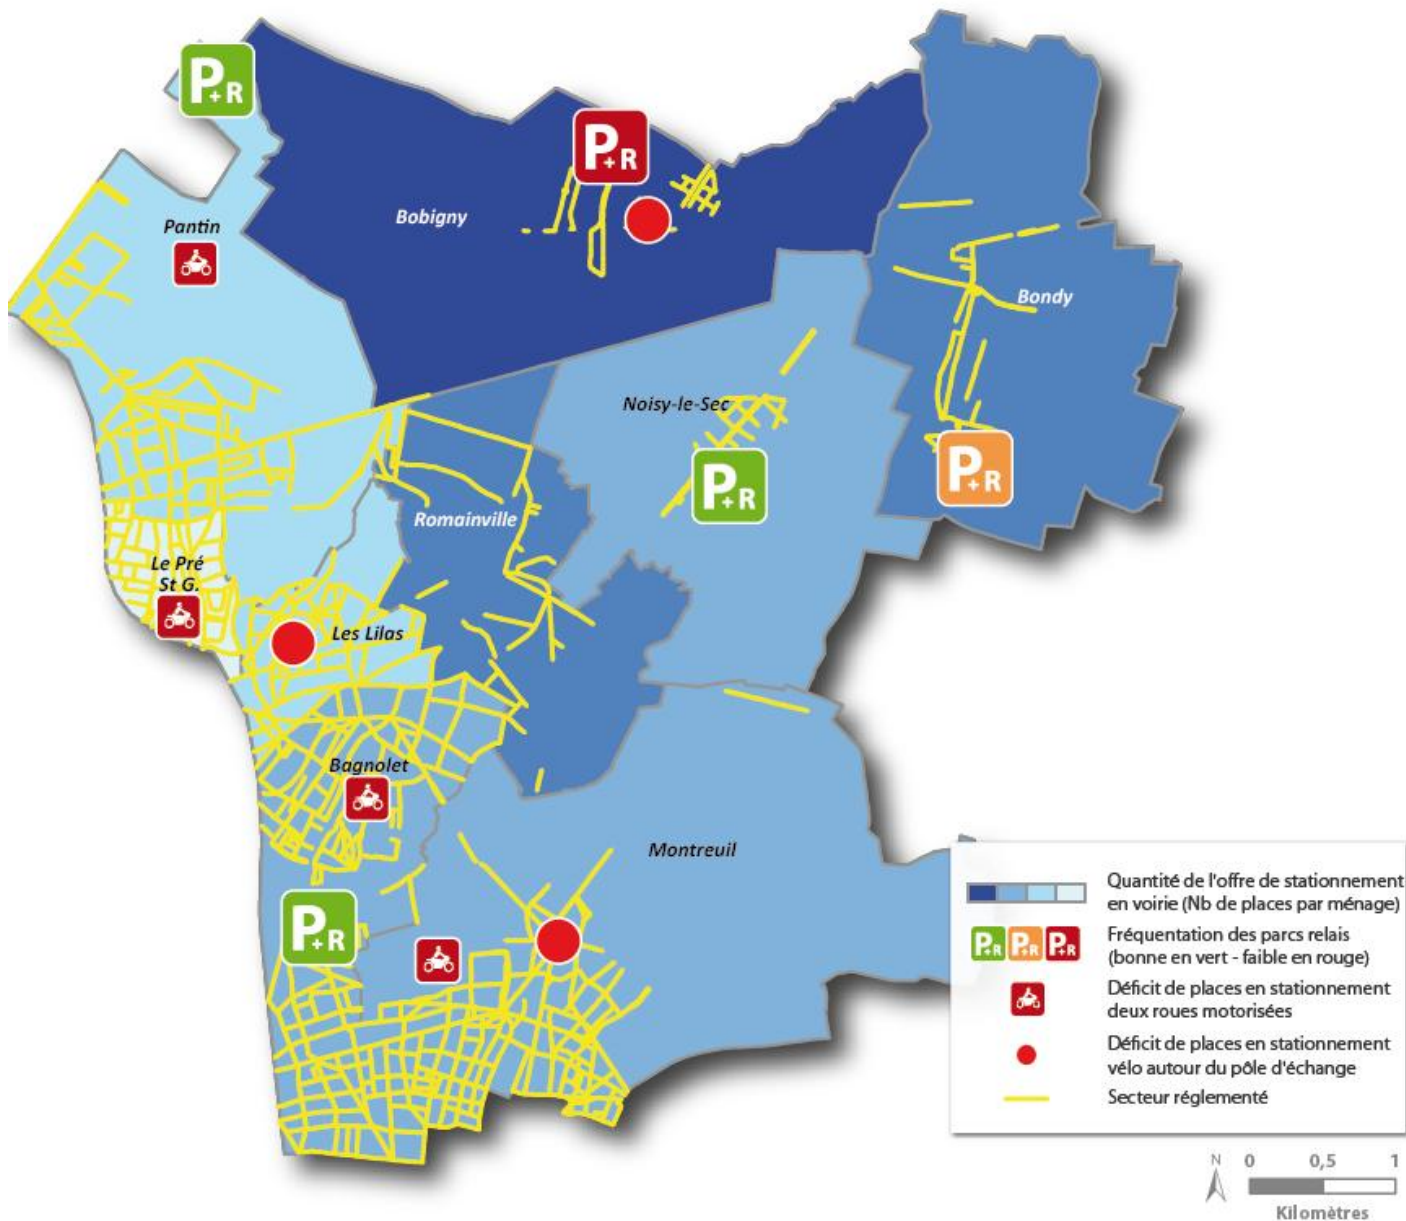 P+R
P+R
Pantin
Bobigny
Bondy
Noisy-le-Sec
P+R
P+R
Romainville
Le Pré
St G.
Les Lilas
Bagnolet
Montreuil
P+R
Quantité de l'offre de stationnement
en voirie (Nb de places par ménage)
P+R P+R P+R
Fréquentation des parcs relais
(bonne en vert - faible en rouge)
Déficit de places en stationnement
deux roues motorisées
Déficit de places en stationnement
vélo autour du pôle d'échange
Secteur réglementé
N 0 0,5 1
Kilomètres